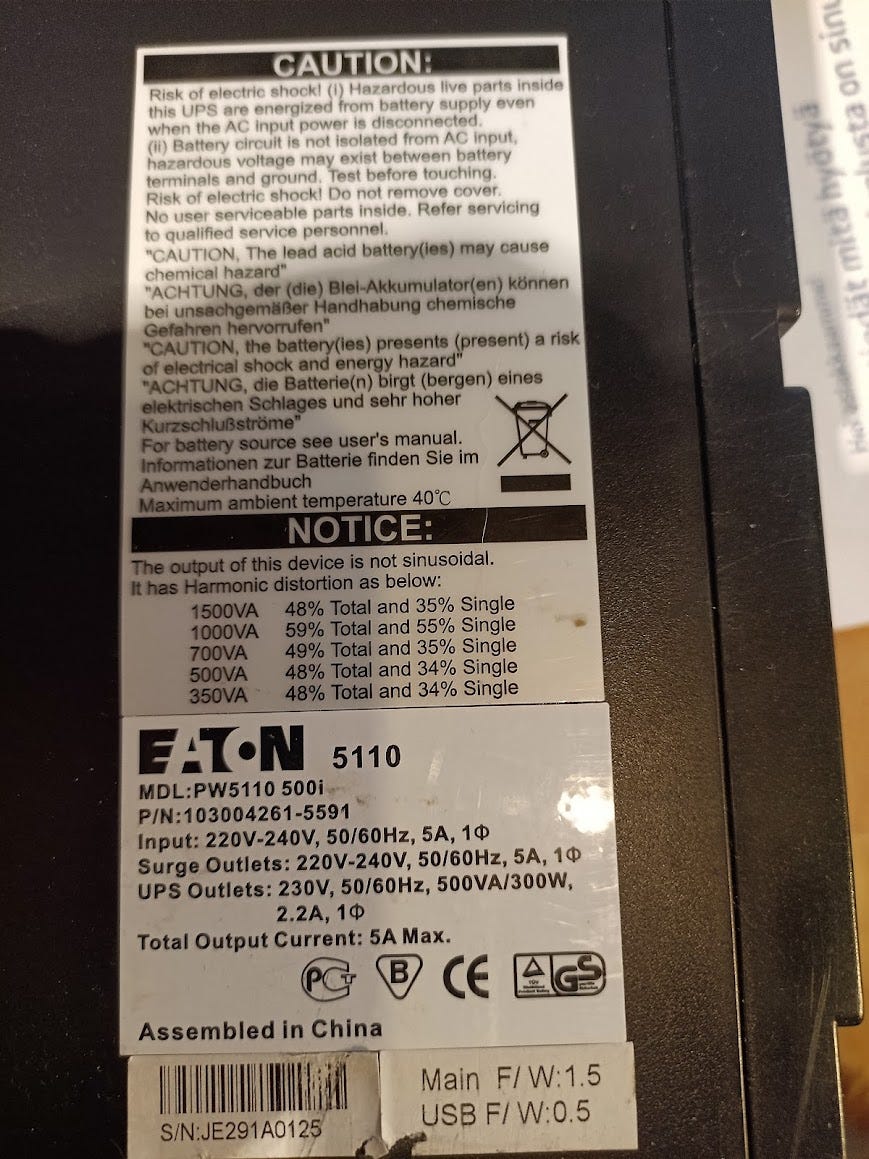 CAUTION:
Risk of electric shock! (i) Hazardous live parts inside
this UPS are energized from battery supply even
when the AC input power is disconnected.
(ii) Battery circuit is not isolated from AC input,
hazardous voltage may exist between battery
terminals and ground. Test before touching.
Risk of electric shock! Do not remove cover.
No user serviceable parts inside. Refer servicing
to qualified service personnel.
"CAUTION, The lead acid battery(ies) may cause
chemical hazard"
"ACHTUNG, der (die) Blei-Akkumulator(en) können
bei unsachgemäßer Handhabung chemische
Gefahren hervorrufen"
"CAUTION, the battery(ies) presents (present) a risk
of electrical shock and energy hazard"
"ACHTUNG, die Batterie(n) birgt (bergen) eines
elektrischen Schlages und sehr hoher
Kurzschlußströme"
For battery source see user's manual.
Informationen zur Batterie finden Sie im
Anwenderhandbuch
Maximum ambient temperature 40℃
NOTICE:
The output of this device is not sinusoidal.
It has Harmonic distortion as below:
1500VA 48% Total and 35% Single
1000VA 59% Total and 55% Single
700VA 49% Total and 35% Single
500VA 48% Total and 34% Single
350VA 48% Total and 34% Single
EATON 5110
MDL:PW5110 500i
P/N:103004261-5591
Input: 220V-240V, 50/60Hz, 5A, 1Φ
Surge Outlets: 220V-240V, 50/60Hz, 5A, 1Φ
UPS Outlets: 230V, 50/60Hz, 500VA/300W,
2.2A, 1Φ
Total Output Current: 5A Max.
PCT B CE TÜV GS
Assembled in China
S/N:JE291A0125
Main F/W:1.5
USB F/W:0.5
mitä hyötyä
on sinu